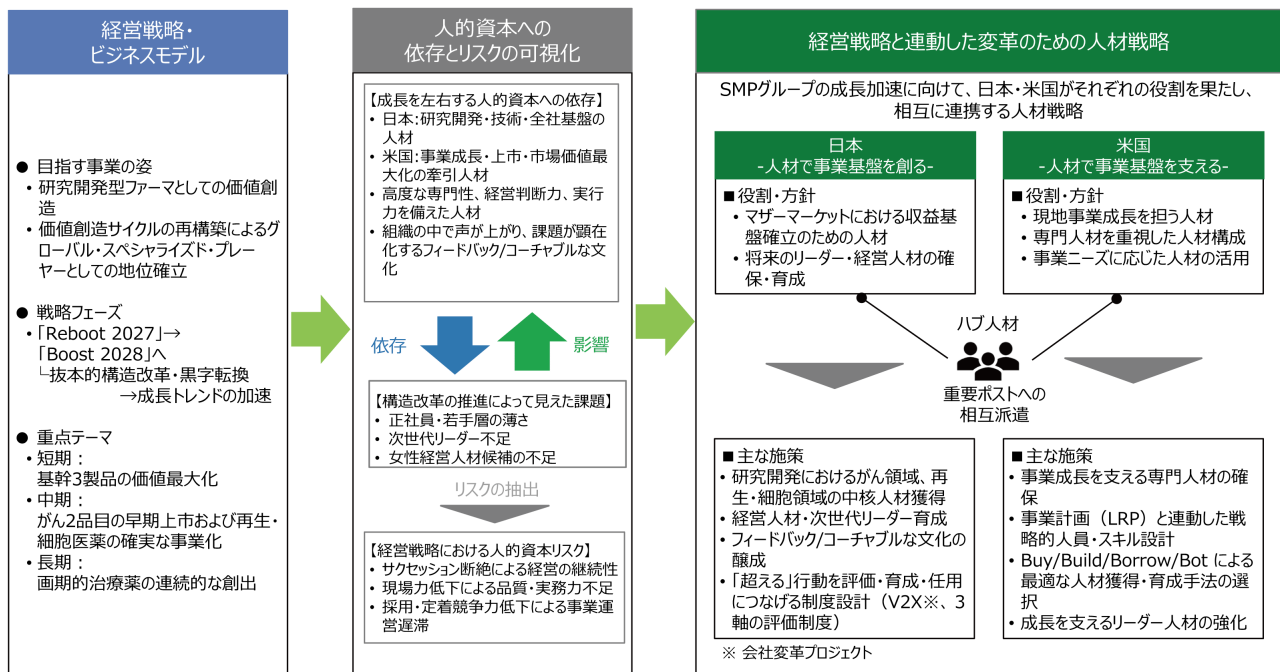 経営戦略・
ビジネスモデル
● 目指す事業の姿
・研究開発型ファーマとしての価値創
造
・価値創造サイクルの再構築によるグ
ローバル・スペシャライズド・プレー
ヤーとしての地位確立
● 戦略フェーズ
・「Reboot 2027」→
「Boost 2028」へ
└抜本的構造改革・黒字転換
→成長トレンドの加速
● 重点テーマ
・短期：
基幹3製品の価値最大化
・中期：
がん2品目の早期上市および再生・
細胞医薬の確実な事業化
・長期：
画期的治療薬の連続的な創出
人的資本への
依存とリスクの可視化
【成長を左右する人的資本への依存】
• 日本:研究開発・技術・全社基盤の
人材
• 米国:事業成長・上市・市場価値最
大化の牽引人材
• 高度な専門性、経営判断力、実行
力を備えた人材
• 組織の中で声が上がり、課題が顕在
化するフィードバック/コーチャブルな文
化
依存
影響
【構造改革の推進によって見えた課題】
• 正社員・若手層の薄さ
• 次世代リーダー不足
• 女性経営人材候補の不足
リスクの抽出
【経営戦略における人的資本リスク】
• サクセッション断絶による経営の継続性
• 現場力低下による品質・実務力不足
• 採用・定着競争力低下による事業運
営遅滞
経営戦略と連動した変革のための人材戦略
SMPグループの成長加速に向けて、日本・米国がそれぞれの役割を果たし、
相互に連携する人材戦略
日本
-人材で事業基盤を創る-
■役割・方針
• マザーマーケットにおける収益基
盤確立のための人材
• 将来のリーダー・経営人材の確
保・育成
米国
-人材で事業基盤を支える-
■役割・方針
• 現地事業成長を担う人材
• 専門人材を重視した人材構成
• 事業ニーズに応じた人材の活用
ハブ人材
重要ポストへの
相互派遣
■主な施策
• 研究開発におけるがん領域、再
生・細胞領域の中核人材獲得
• 経営人材・次世代リーダー育成
• フィードバック/コーチャブルな文化の
醸成
• 「超える」行動を評価・育成・任用
につなげる制度設計（V2X※、3
軸の評価制度）
※ 会社変革プロジェクト
■主な施策
• 事業成長を支える専門人材の確
保
• 事業計画（LRP）と連動した戦
略的人員・スキル設計
• Buy/Build/Borrow/Bot による
最適な人材獲得・育成手法の選
択
• 成長を支えるリーダー人材の強化